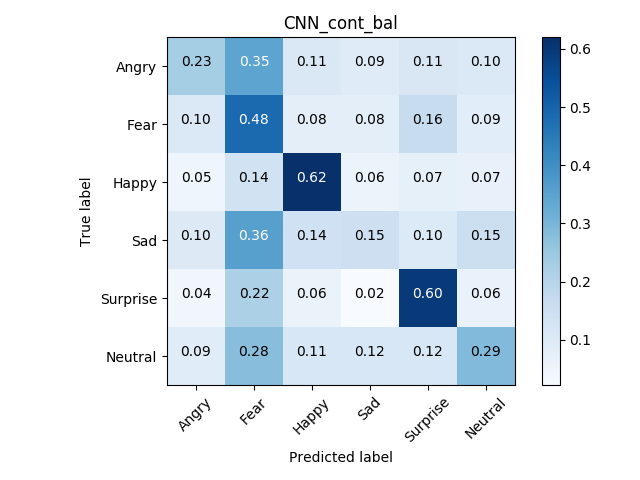 CNN_cont_bal
Angry 0.23 0.35 0.11 0.09 0.11 0.10
Fear 0.10 0.48 0.08 0.08 0.16 0.09
Happy 0.05 0.14 0.62 0.06 0.07 0.07
Sad 0.10 0.36 0.14 0.15 0.10 0.15
Surprise 0.04 0.22 0.06 0.02 0.60 0.06
Neutral 0.09 0.28 0.11 0.12 0.12 0.29
True label
Angry Fear Happy Sad Surprise Neutral
Predicted label
0.6
0.5
0.4
0.3
0.2
0.1